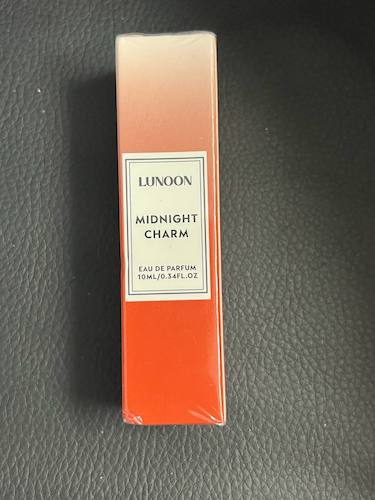 LUNOON
MIDNIGHT
CHARM
EAU DE PARFUM
10ML/0.34FL.OZ